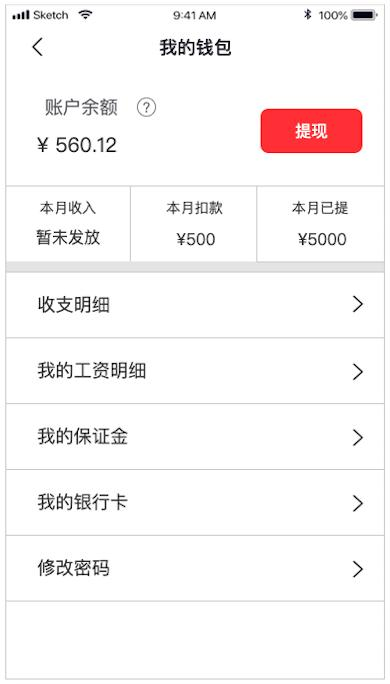 Sketch 9:41 AM 100%
我的钱包
账户余额 ?
¥ 560.12
提现
本月收入 本月扣款 本月已提
暂未发放 ¥500 ¥5000
收支明细
我的工资明细
我的保证金
我的银行卡
修改密码